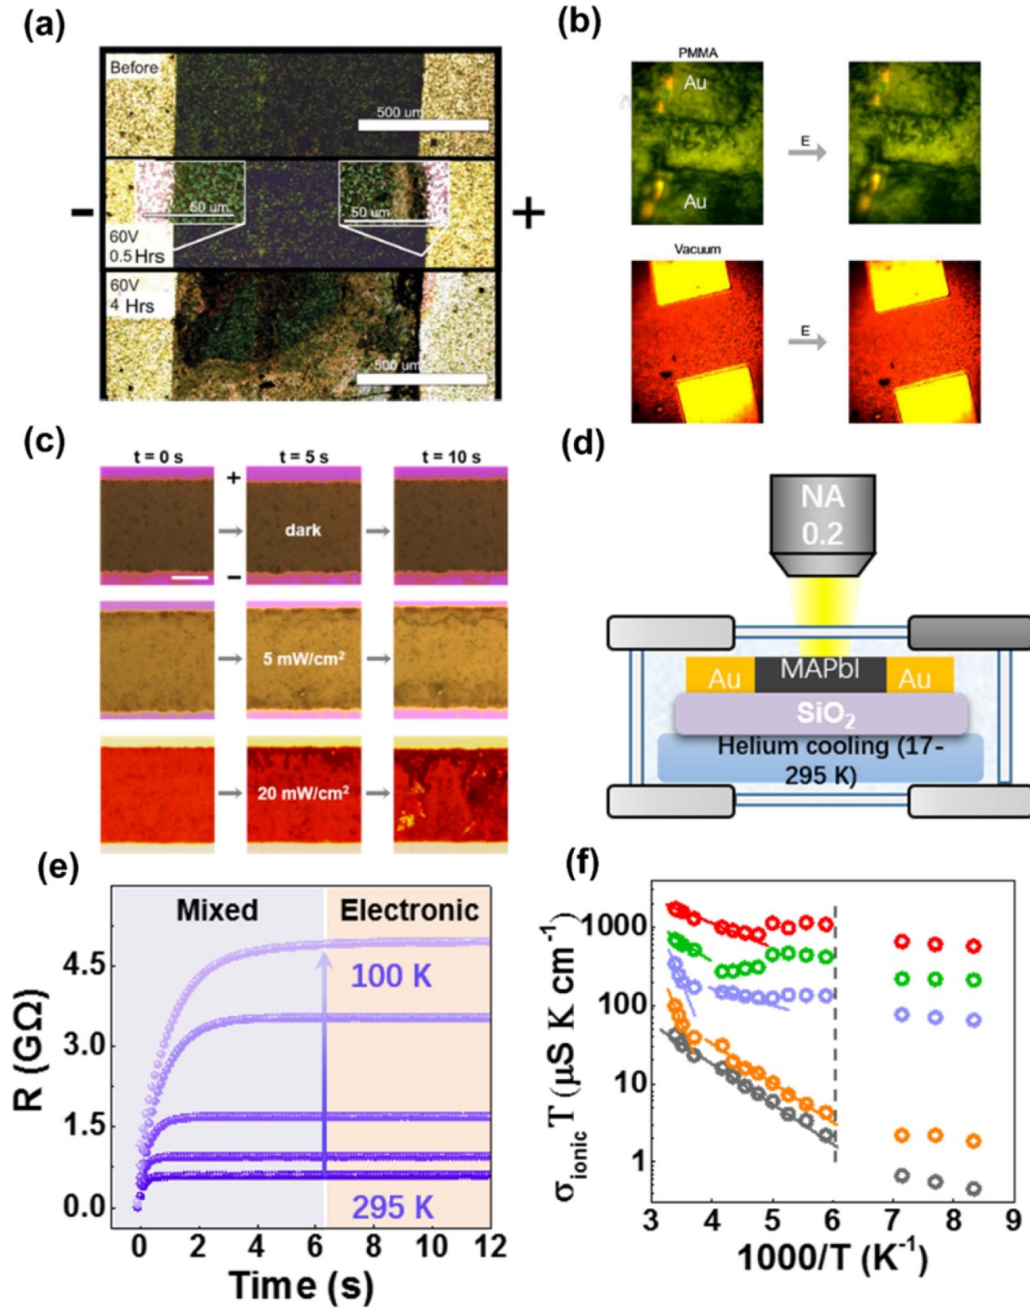 (a)
Before
500 um
50 um
50 um
60V
0.5 Hrs
-
+
60V
4 Hrs
500 um
(b)
PMMA
Au
Au
E
Vacuum
E
(c)
t = 0 s
t = 5 s
t = 10 s
+
dark
−
5 mW/cm²
20 mW/cm²
(d)
NA
0.2
Au
MAPbI
Au
SiO₂
Helium cooling (17-
295 K)
(e)
Mixed
Electronic
100 K
295 K
4.5
3.0
1.5
0.0
R (GΩ)
0 2 4 6 8 10 12
Time (s)
(f)
1000
100
10
1
σionic T (μS K cm⁻¹)
3 4 5 6 7 8 9
1000/T (K⁻¹)